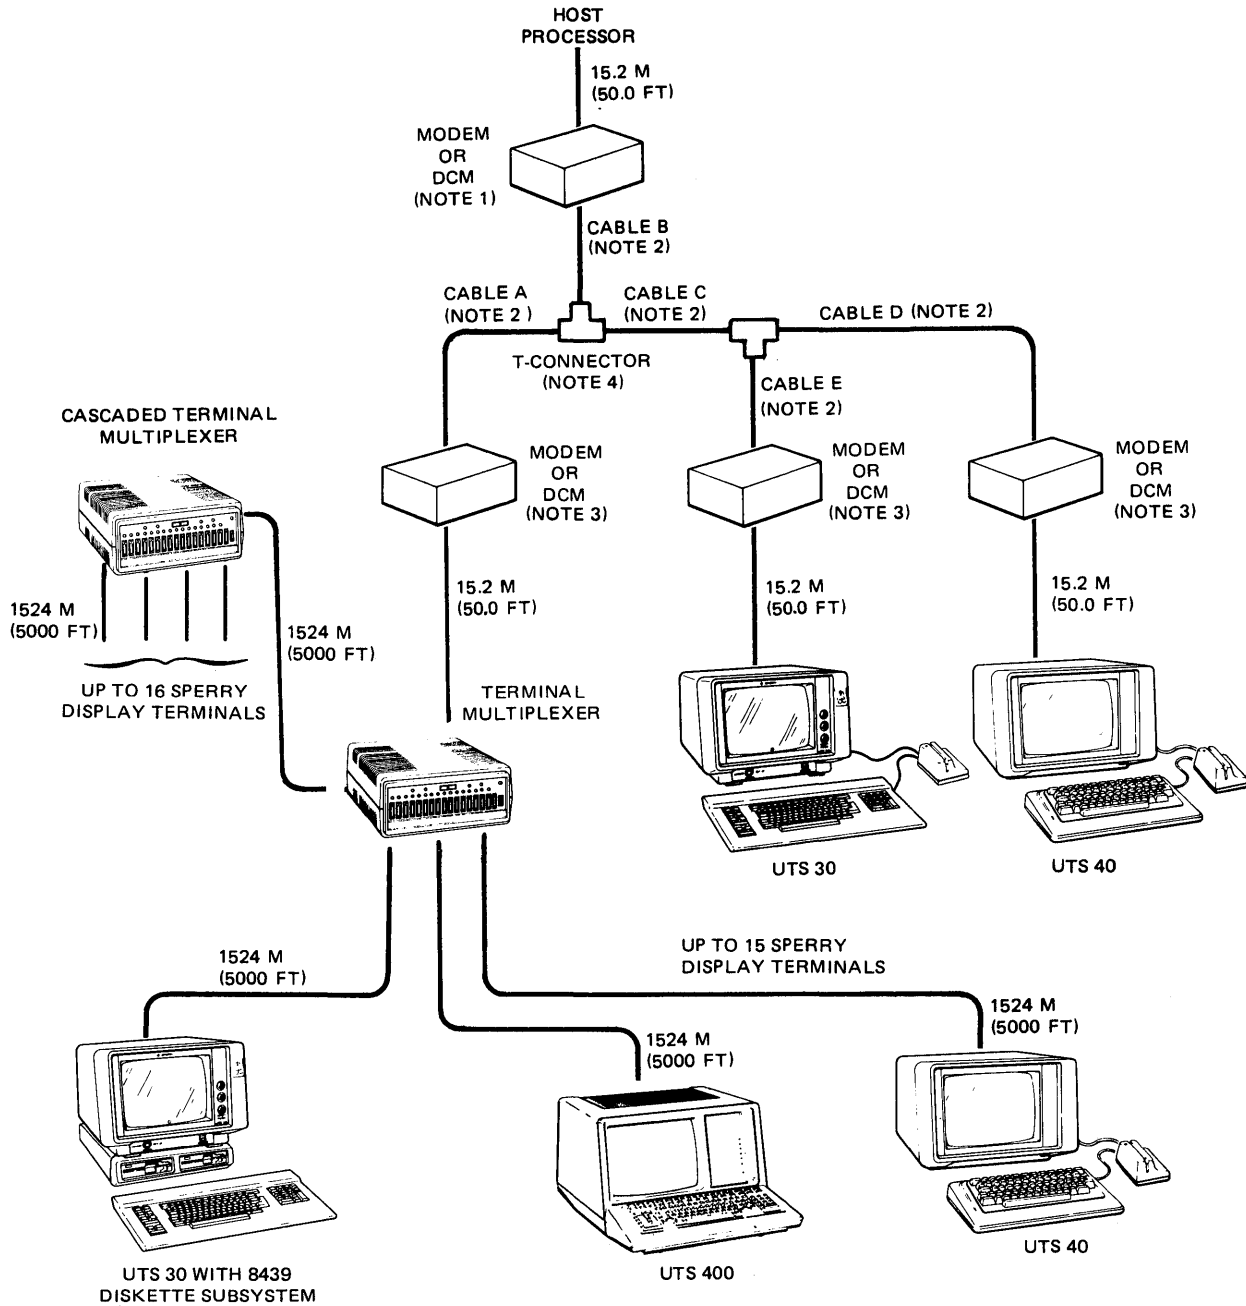 HOST
PROCESSOR
15.2 M
(50.0 FT)
MODEM
OR
DCM
(NOTE 1)
CABLE B
(NOTE 2)
CABLE A
(NOTE 2 )
CABLE C
(NOTE 2)
CABLE D (NOTE 2)
T-CONNECTOR
(NOTE 4)
CABLE E
(NOTE 2)
CASCADED TERMINAL
MULTIPLEXER
MODEM
OR
DCM
(NOTE 3)
MODEM
OR
DCM
(NOTE 3)
MODEM
OR
DCM
(NOTE 3)
15.2 M
(50.0 FT)
15.2 M
(50.0 FT)
15.2 M
(50.0 FT)
1524 M
(5000 FT)
1524 M
(5000 FT)
UP TO 16 SPERRY
DISPLAY TERMINALS
TERMINAL
MULTIPLEXER
UTS 30
UTS 40
1524 M
(5000 FT)
UP TO 15 SPERRY
DISPLAY TERMINALS
1524 M
(5000 FT)
1524 M
(5000 FT)
UTS 30 WITH 8439
DISKETTE SUBSYSTEM
UTS 400
UTS 40